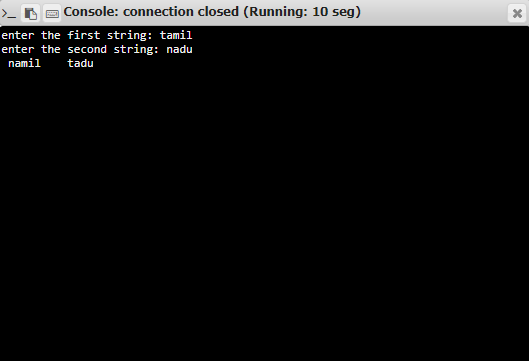 >_ Console: connection closed (Running: 10 seg)
enter the first string: tamil
enter the second string: nadu
namil    tadu